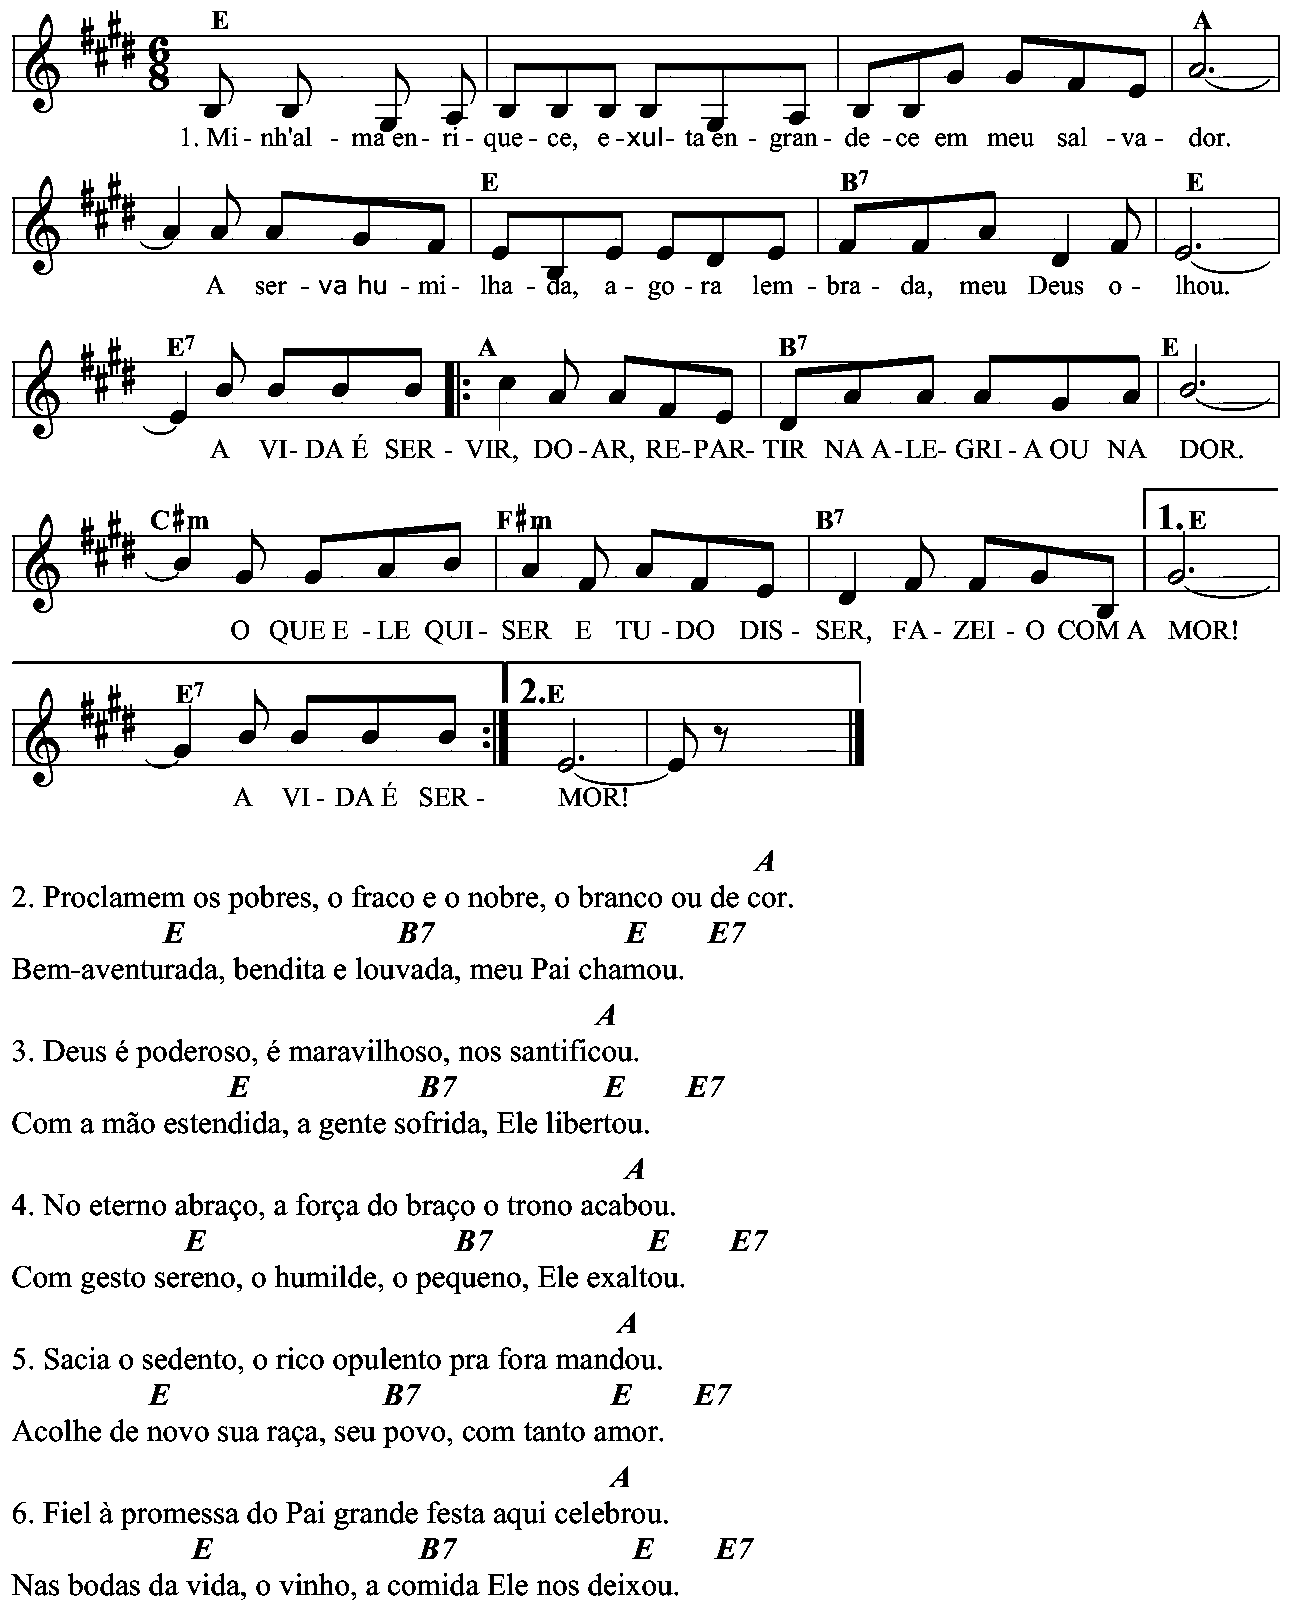 E A
6
8
1. Mi - nh'al - ma en - ri - que - ce, e - xul - ta en - gran - de - ce em meu sal - va - dor.
E B7 E
A ser - va hu - mi - lha - da, a - go - ra lem - bra - da, meu Deus o - lhou.
E7 A B7 E
A VI - DA É SER - VIR, DO - AR, RE - PAR - TIR NA A - LE - GRI - A OU NA DOR.
C#m F#m B7 1. E
O QUE E - LE QUI - SER E TU - DO DIS - SER, FA - ZEI - O COM A MOR!
E7 2. E
A VI - DA É SER - MOR!
A
2. Proclamem os pobres, o fraco e o nobre, o branco ou de cor.
E B7 E E7
Bem-aventurada, bendita e louvada, meu Pai chamou.
A
3. Deus é poderoso, é maravilhoso, nos santificou.
E B7 E E7
Com a mão estendida, a gente sofrida, Ele libertou.
A
4. No eterno abraço, a força do braço o trono acabou.
E B7 E E7
Com gesto sereno, o humilde, o pequeno, Ele exaltou.
A
5. Sacia o sedento, o rico opulento pra fora mandou.
E B7 E E7
Acolhe de novo sua raça, seu povo, com tanto amor.
A
6. Fiel à promessa do Pai grande festa aqui celebrou.
E B7 E E7
Nas bodas da vida, o vinho, a comida Ele nos deixou.